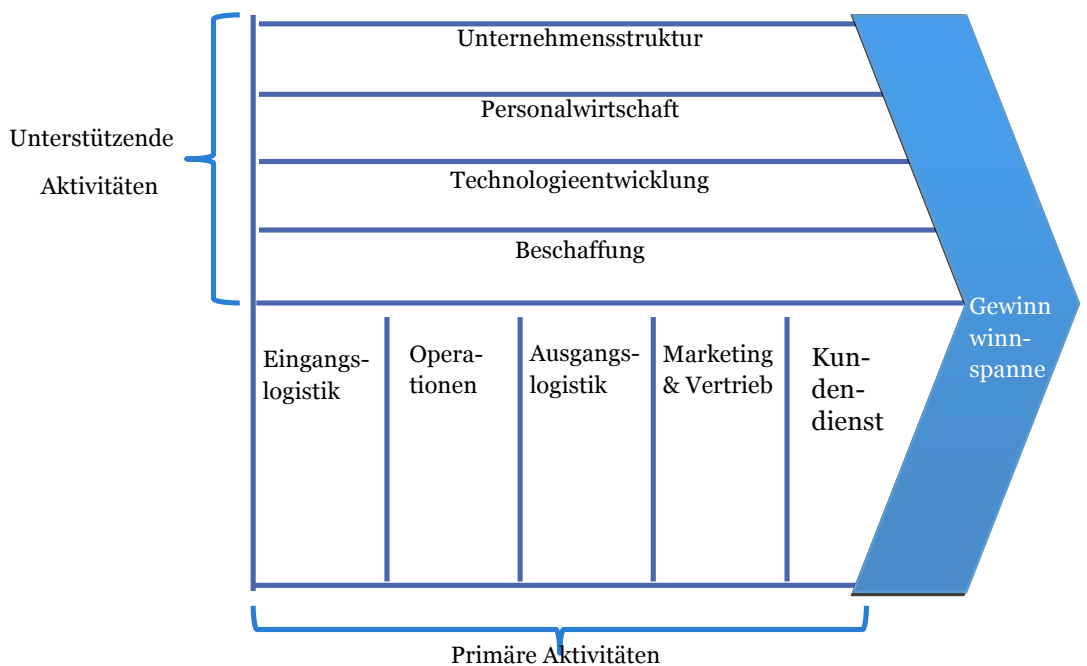 Unternehmensstruktur
Personalwirtschaft
Unterstützende
Aktivitäten
Technologieentwicklung
Beschaffung
Eingangs-
logistik
Opera-
tionen
Ausgangs-
logistik
Marketing
& Vertrieb
Kun-
den-
dienst
Gewinn
winn-
spanne
Primäre Aktivitäten